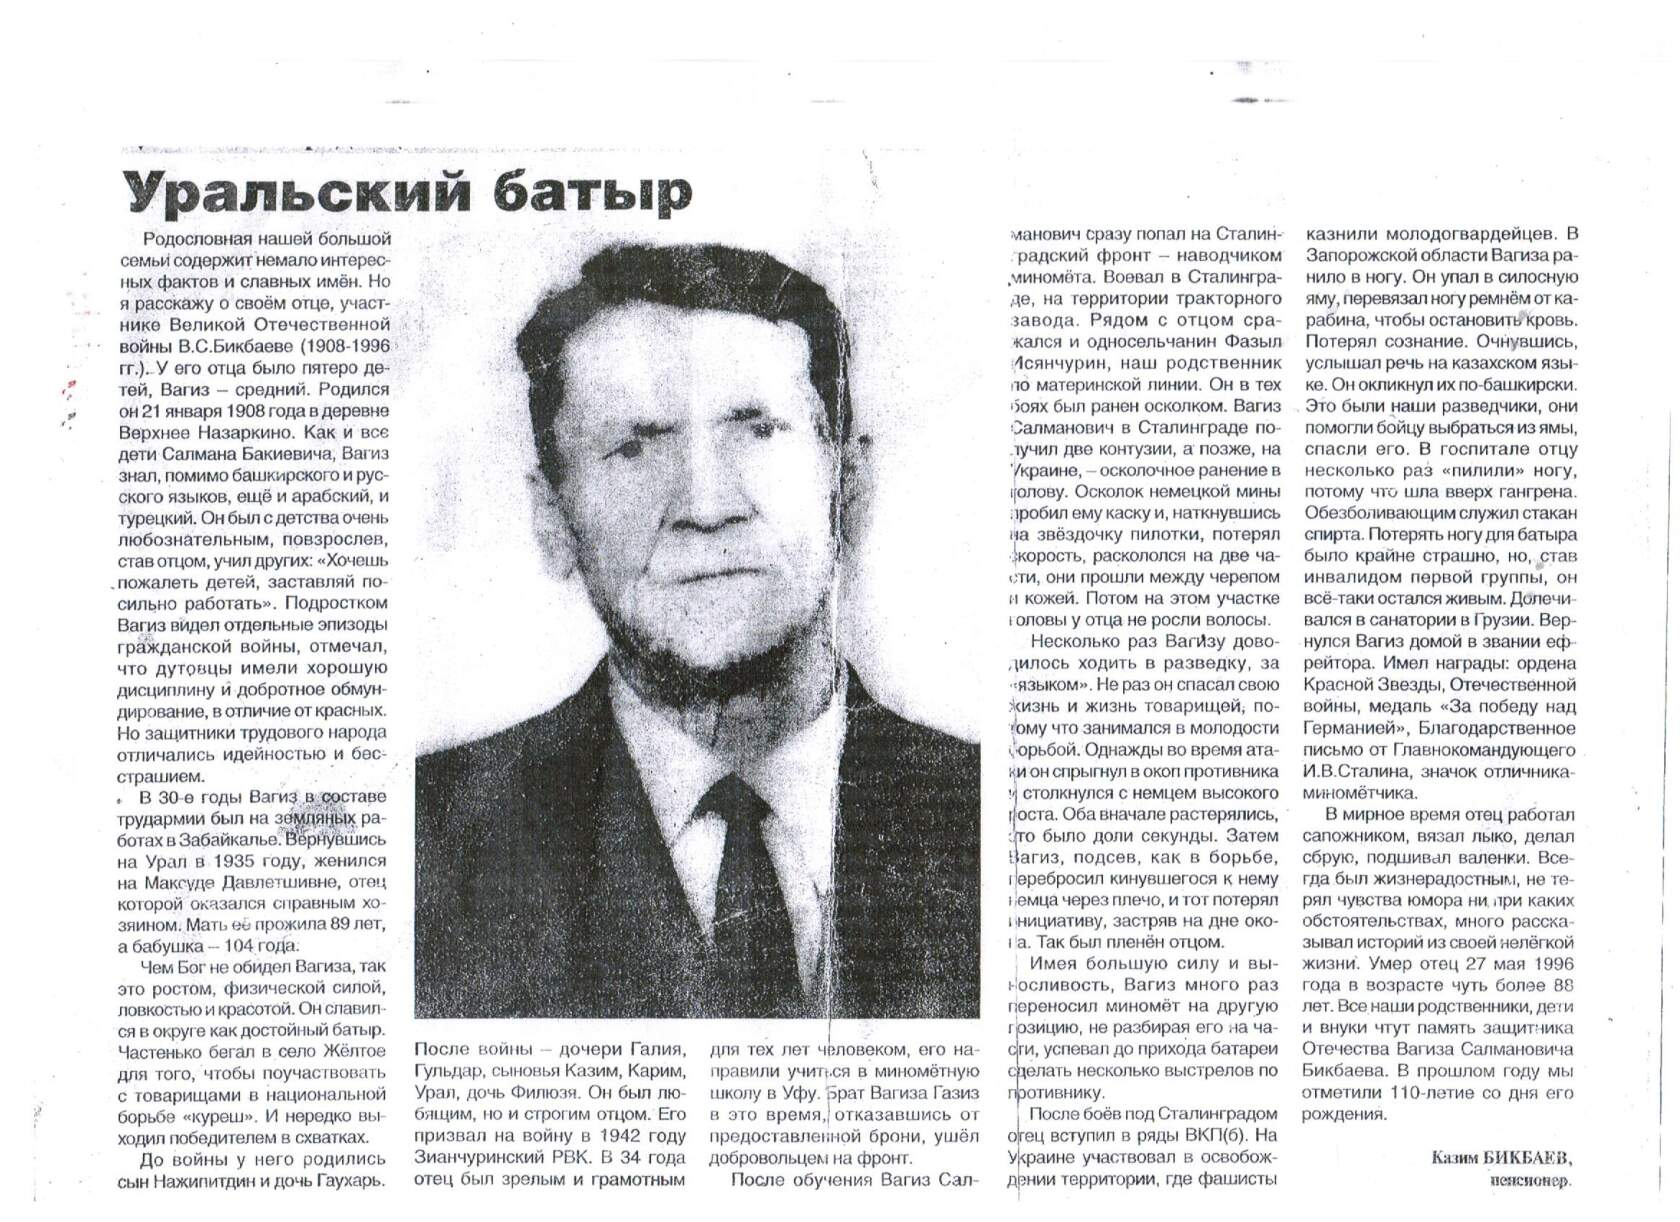 Уральский батыр
Родословная нашей большой
семьи содержит немало интерес-
ных фактов и славных имён. Но
я расскажу о своём отце, участ-
нике Великой Отечественной
войны В.С.Бикбаеве (1908-1996
гг.). У его отца было пятеро де-
тей, Вагиз – средний. Родился
он 21 января 1908 года в деревне
Верхнее Назаркино. Как и все
дети Салмана Бакиевича, Вагиз
знал, помимо башкирского и рус-
ского языков, ещё и арабский, и
турецкий. Он был с детства очень
любознательным, повзрослев,
став отцом, учил других: «Хочешь
пожалеть детей, заставляй по-
сильно работать». Подростком
Вагиз видел отдельные эпизоды
гражданской войны, отмечал,
что дутовцы имели хорошую
дисциплину и добротное обмун-
дирование, в отличие от красных.
Но защитники трудового народа
отличались идейностью и бес-
страшием.
В 30-е годы Вагиз в составе
трудармии был на земляных ра-
ботах в Забайкалье. Вернувшись
на Урал в 1935 году, женился
на Максуде Давлетшивне, отец
которой оказался справным хо-
зяином. Мать её прожила 89 лет,
а бабушка – 104 года.
Чем Бог не обидел Вагиза, так
это ростом, физической силой,
ловкостью и красотой. Он славил-
ся в округе как достойный батыр.
Частенько бегал в село Жёлтое
для того, чтобы поучаствовать
с товарищами в национальной
борьбе «куреш». И нередко вы-
ходил победителем в схватках.
До войны у него родились
сын Нажипитдин и дочь Гаухарь.
После войны – дочери Галия,
Гульдар, сыновья Казим, Карим,
Урал, дочь Филюзя. Он был лю-
бящим, но и строгим отцом. Его
призвал на войну в 1942 году
Зианчуринский РВК. В 34 года
отец был зрелым и грамотным
для тех лет человеком, его на-
правили учиться в миномётную
школу в Уфу. Брат Вагиза Газиз
в это время, отказавшись от
предоставленной брони, ушёл
добровольцем на фронт.
После обучения Вагиз Сал-
манович сразу попал на Сталин-
градский фронт – наводчиком
миномёта. Воевал в Сталингра-
де, на территории тракторного
завода. Рядом с отцом сра-
жался и односельчанин Фазыл
Исянчурин, наш родственник
по материнской линии. Он в тех
боях был ранен осколком. Вагиз
Салманович в Сталинграде по-
лучил две контузии, а позже, на
Украине, – осколочное ранение в
голову. Осколок немецкой мины
пробил ему каску и, наткнувшись
на звёздочку пилотки, потерял
скорость, раскололся на две ча-
сти, они прошли между черепом
и кожей. Потом на этом участке
головы у отца не росли волосы.
Несколько раз Вагизу дово-
дилось ходить в разведку, за
«языком». Не раз он спасал свою
жизнь и жизнь товарищей, по-
тому что занимался в молодости
борьбой. Однажды во время ата-
ки он спрыгнул в окоп противника
и столкнулся с немцем высокого
роста. Оба вначале растерялись,
то было доли секунды. Затем
Вагиз, подсев, как в борьбе,
перебросил кинувшегося к нему
немца через плечо, и тот потерял
инициативу, застряв на дне око-
па. Так был пленён отцом.
Имея большую силу и вы-
носливость, Вагиз много раз
переносил миномёт на другую
позицию, не разбирая его на ча-
сти, успевал до прихода батареи
сделать несколько выстрелов по
противнику.
После боёв под Сталинградом
отец вступил в ряды ВКП(б). На
Украине участвовал в освобож-
дении территории, где фашисты
казнили молодогвардейцев. В
Запорожской области Вагиза ра-
нило в ногу. Он упал в силосную
яму, перевязал ногу ремнём от ка-
рабина, чтобы остановить кровь.
Потерял сознание. Очнувшись,
услышал речь на казахском язы-
ке. Он окликнул их по-башкирски.
Это были наши разведчики, они
помогли бойцу выбраться из ямы,
спасли его. В госпитале отцу
несколько раз «пилили» ногу,
потому что шла вверх гангрена.
Обезболивающим служил стакан
спирта. Потерять ногу для батыра
было крайне страшно, но, став
инвалидом первой группы, он
всё-таки остался живым. Долечи-
вался в санатории в Грузии. Вер-
нулся Вагиз домой в звании еф-
рейтора. Имел награды: ордена
Красной Звезды, Отечественной
войны, медаль «За победу над
Германией», Благодарственное
письмо от Главнокомандующего
И.В.Сталина, значок отличника-
миномётчика.
В мирное время отец работал
сапожником, вязал лыко, делал
сбрую, подшивал валенки. Все-
гда был жизнерадостным, не те-
рял чувства юмора ни при каких
обстоятельствах, много расска-
зывал историй из своей нелёгкой
жизни. Умер отец 27 мая 1996
года в возрасте чуть более 88
лет. Все наши родственники, дети
и внуки чтут память защитника
Отечества Вагиза Салмановича
Бикбаева. В прошлом году мы
отметили 110-летие со дня его
рождения.
Казим БИКБАЕВ,
пенсионер.